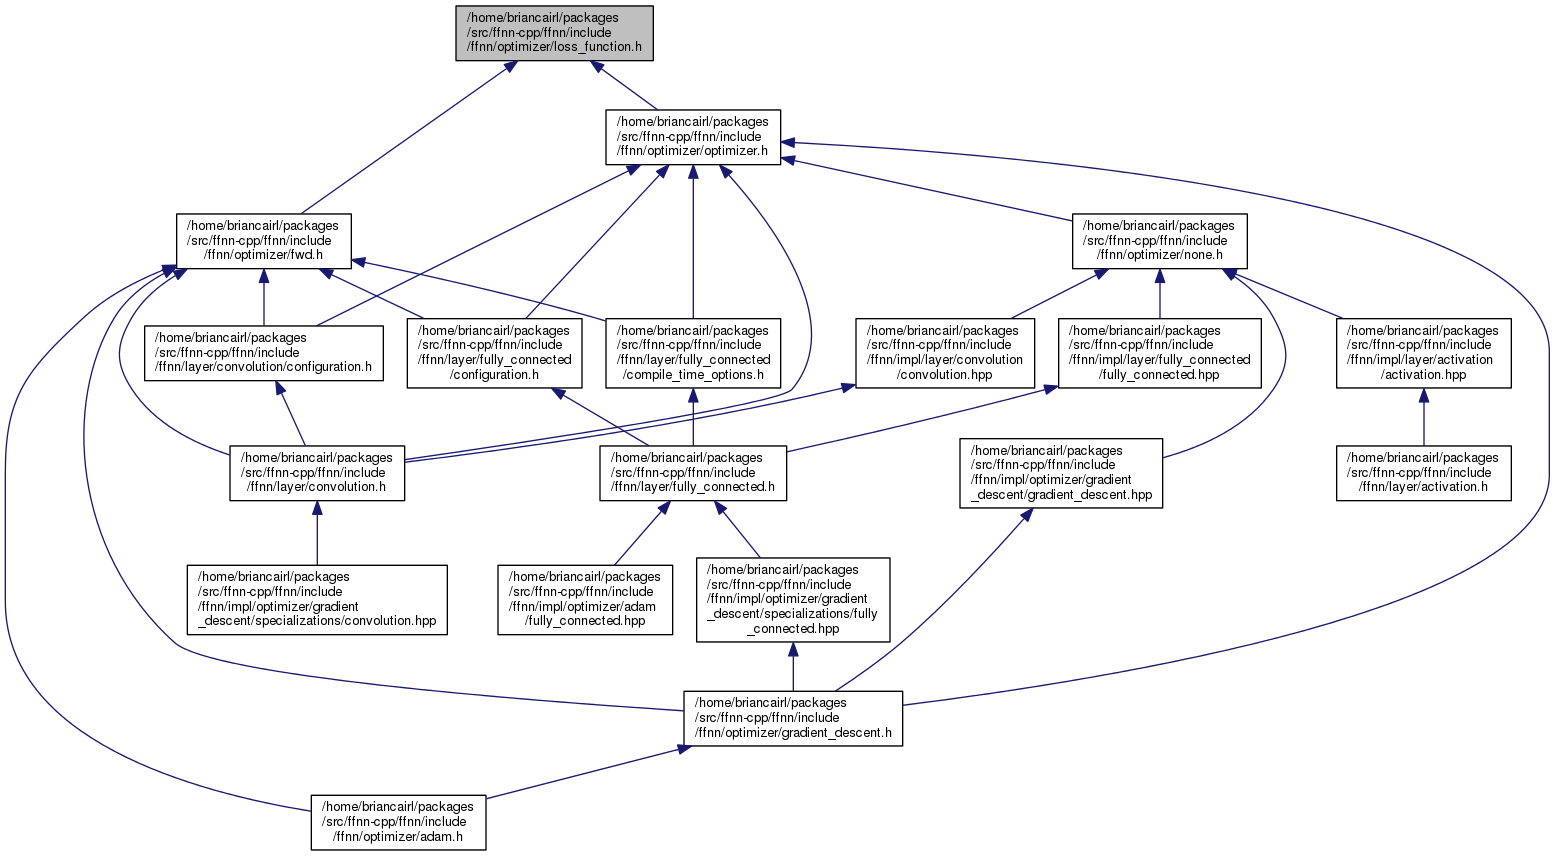 /home/briancairl/packages
/src/ffnn-cpp/ffnn/include
/ffnn/optimizer/loss_function.h
/home/briancairl/packages
/src/ffnn-cpp/ffnn/include
/ffnn/optimizer/optimizer.h
/home/briancairl/packages
/src/ffnn-cpp/ffnn/include
/ffnn/optimizer/fwd.h
/home/briancairl/packages
/src/ffnn-cpp/ffnn/include
/ffnn/optimizer/none.h
/home/briancairl/packages
/src/ffnn-cpp/ffnn/include
/ffnn/layer/convolution/configuration.h
/home/briancairl/packages
/src/ffnn-cpp/ffnn/include
/ffnn/layer/fully_connected
/configuration.h
/home/briancairl/packages
/src/ffnn-cpp/ffnn/include
/ffnn/layer/fully_connected
/compile_time_options.h
/home/briancairl/packages
/src/ffnn-cpp/ffnn/include
/ffnn/impl/layer/convolution
/convolution.hpp
/home/briancairl/packages
/src/ffnn-cpp/ffnn/include
/ffnn/impl/layer/fully_connected
/fully_connected.hpp
/home/briancairl/packages
/src/ffnn-cpp/ffnn/include
/ffnn/impl/layer/activation
/activation.hpp
/home/briancairl/packages
/src/ffnn-cpp/ffnn/include
/ffnn/layer/convolution.h
/home/briancairl/packages
/src/ffnn-cpp/ffnn/include
/ffnn/layer/fully_connected.h
/home/briancairl/packages
/src/ffnn-cpp/ffnn/include
/ffnn/impl/optimizer/gradient
_descent/gradient_descent.hpp
/home/briancairl/packages
/src/ffnn-cpp/ffnn/include
/ffnn/layer/activation.h
/home/briancairl/packages
/src/ffnn-cpp/ffnn/include
/ffnn/impl/optimizer/gradient
_descent/specializations/convolution.hpp
/home/briancairl/packages
/src/ffnn-cpp/ffnn/include
/ffnn/impl/optimizer/adam
/fully_connected.hpp
/home/briancairl/packages
/src/ffnn-cpp/ffnn/include
/ffnn/impl/optimizer/gradient
_descent/specializations/fully
_connected.hpp
/home/briancairl/packages
/src/ffnn-cpp/ffnn/include
/ffnn/optimizer/gradient_descent.h
/home/briancairl/packages
/src/ffnn-cpp/ffnn/include
/ffnn/optimizer/adam.h